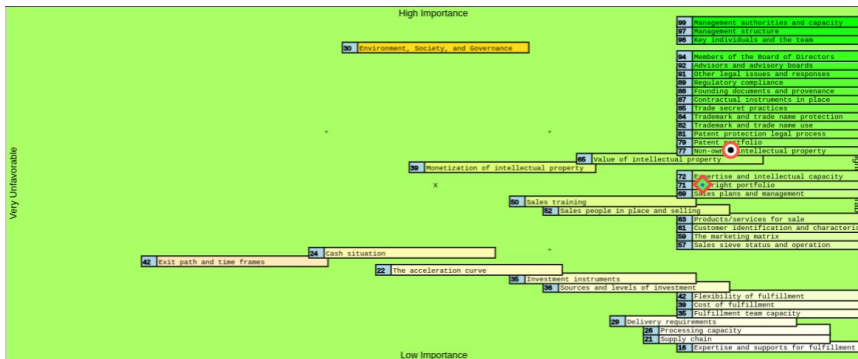 High Importance
99 Management authorities and capacity
97 Management structure
96 Key individuals and the team
30 Environment, Society, and Governance
94 Members of the Board of Directors
92 Advisors and advisory boards
91 Other legal issues and responses
89 Regulatory compliance
88 Founding documents and provenance
87 Contractual instruments in place
85 Trade secret practices
84 Trademark and trade name protection
82 Trademark and trade name use
81 Patent protection legal process
79 Patent portfolio
77 intellectual property
65 Value of intellectual property
39 Monetization of intellectual property
72 Expertise and intellectual capacity
71 portfolio
69 Sales plans and management
x
50 Sales training
52 Sales people in place and selling
63 Products/services for sale
61 Customer identification and characteri
59 The marketing matrix
57 Sales sieve status and operation
24 Cash situation
42 Exit path and time frames
22 The acceleration curve
35 Investment instruments
36 Sources and levels of investment
42 Flexibility of fulfillment
39 Cost of fulfillment
35 Fulfillment team capacity
29 Delivery requirements
26 Processing capacity
21 Supply chain
16 Expertise and supports for fulfillment
Low Importance
Very Unfavorable